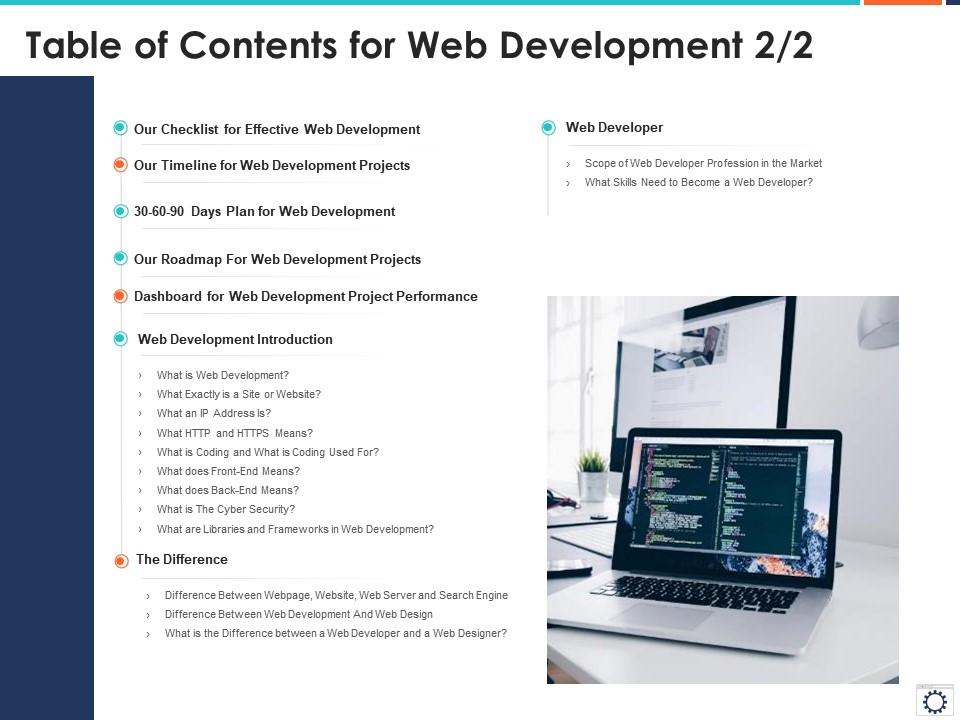 Table of Contents for Web Development 2/2
Our Checklist for Effective Web Development
Our Timeline for Web Development Projects
30-60-90 Days Plan for Web Development
Our Roadmap For Web Development Projects
Dashboard for Web Development Project Performance
Web Development Introduction
› What is Web Development?
› What Exactly is a Site or Website?
› What an IP Address Is?
› What HTTP and HTTPS Means?
› What is Coding and What is Coding Used For?
› What does Front-End Means?
› What does Back-End Means?
› What is The Cyber Security?
› What are Libraries and Frameworks in Web Development?
The Difference
› Difference Between Webpage, Website, Web Server and Search Engine
› Difference Between Web Development And Web Design
› What is the Difference between a Web Developer and a Web Designer?
Web Developer
› Scope of Web Developer Profession in the Market
› What Skills Need to Become a Web Developer?